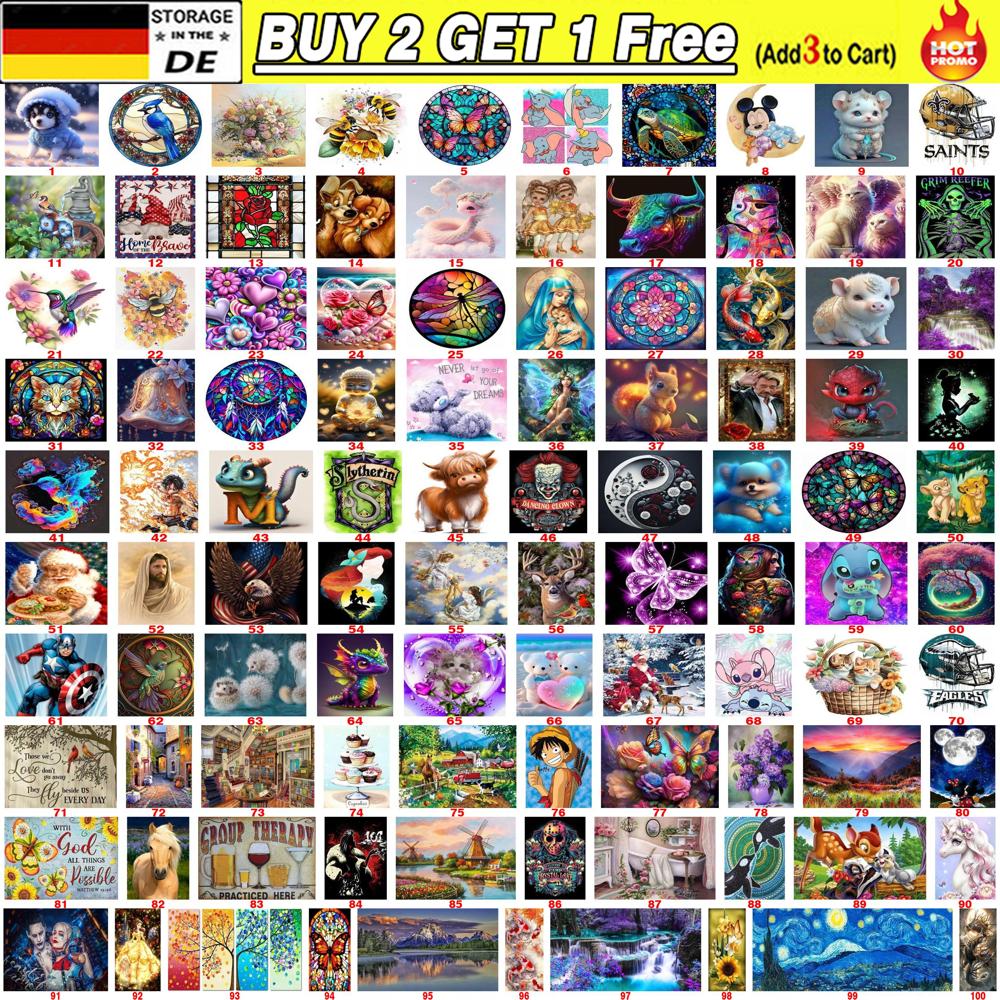 STORAGE
IN THE
DE
BUY 2 GET 1 Free (Add 3 to Cart)
HOT
PROMO
SAINTS
1 2 3 4 5 6 7 8 9 10
Home
OF THE
Brave
GRIM REEFER
11 12 13 14 15 16 17 18 19 20
21 22 23 24 25 26 27 28 29 30
NEVER let go of
YOUR
DREAMS
31 32 33 34 35 36 37 38 39 40
M
Slytherin
DANCING CLOWN
41 42 43 44 45 46 47 48 49 50
51 52 53 54 55 56 57 58 59 60
EAGLES
61 62 63 64 65 66 67 68 69 70
Those we
Love don't
go away
They fly beside US
EVERY DAY
Cupcakes
71 72 73 74 75 76 77 78 79 80
WITH
God
ALL THINGS
ARE
Possible
MATTHEW 19:26
GROUP THERAPY
PRACTICED HERE
CRYSTAL LAKE
81 82 83 84 85 86 87 88 89 90
91 92 93 94 95 96 97 98 99 100